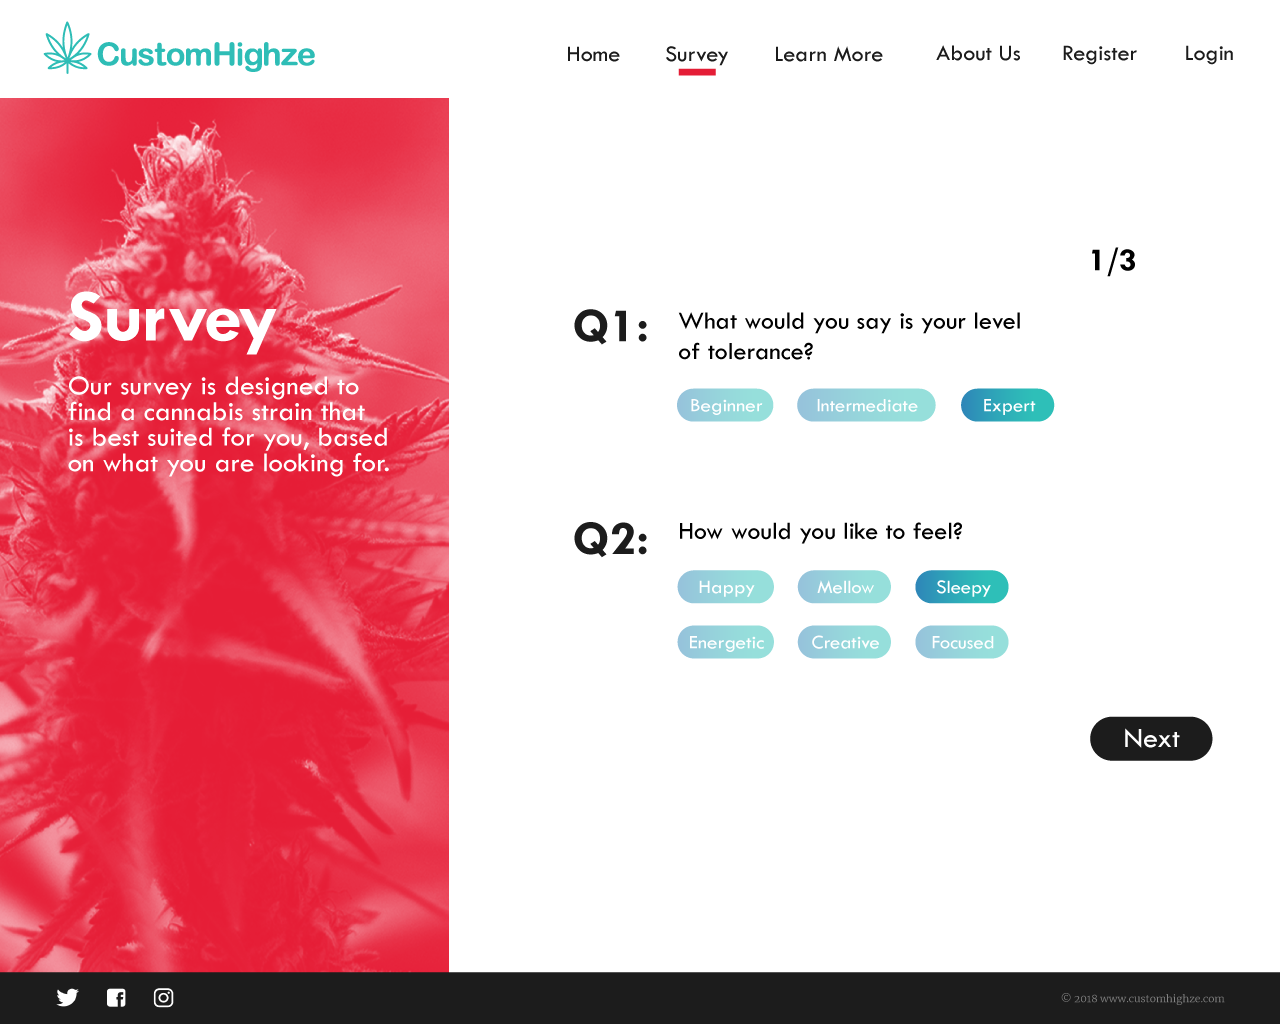 CustomHighze
Home
Survey
Learn More
About Us
Register
Login
Survey
Our survey is designed to
find a cannabis strain that
is best suited for you, based
on what you are looking for.
1/3
Q1:
What would you say is your level
of tolerance?
Beginner
Intermediate
Expert
Q2:
How would you like to feel?
Happy
Mellow
Sleepy
Energetic
Creative
Focused
Next
© 2018 www.customhighze.com